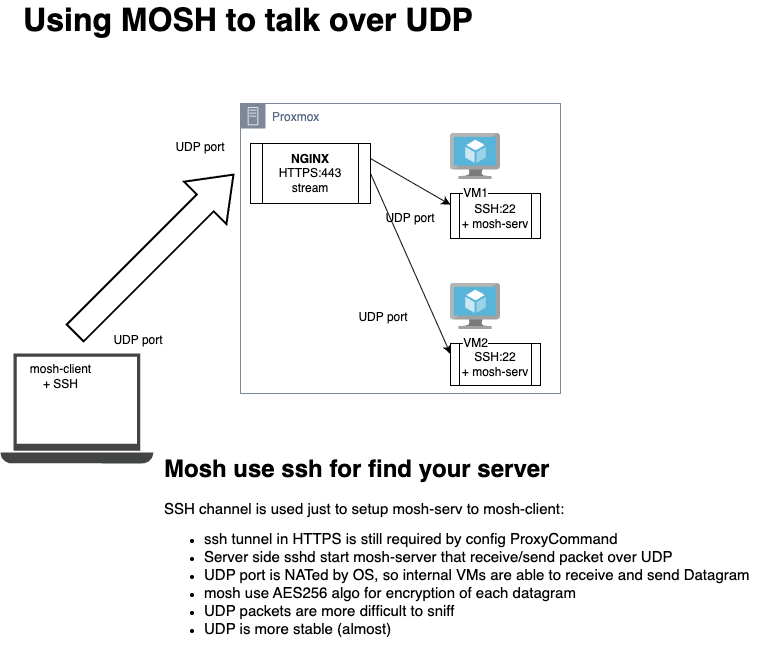 Using MOSH to talk over UDP
Proxmox
UDP port
NGINX
HTTPS:443
stream
VM1
SSH:22
+ mosh-serv
UDP port
UDP port
VM2
SSH:22
+ mosh-serv
UDP port
mosh-client
+ SSH
Mosh use ssh for find your server
SSH channel is used just to setup mosh-serv to mosh-client:
• ssh tunnel in HTTPS is still required by config ProxyCommand
• Server side sshd start mosh-server that receive/send packet over UDP
• UDP port is NATed by OS, so internal VMs are able to receive and send Datagram
• mosh use AES256 algo for encryption of each datagram
• UDP packets are more difficult to sniff
• UDP is more stable (almost)